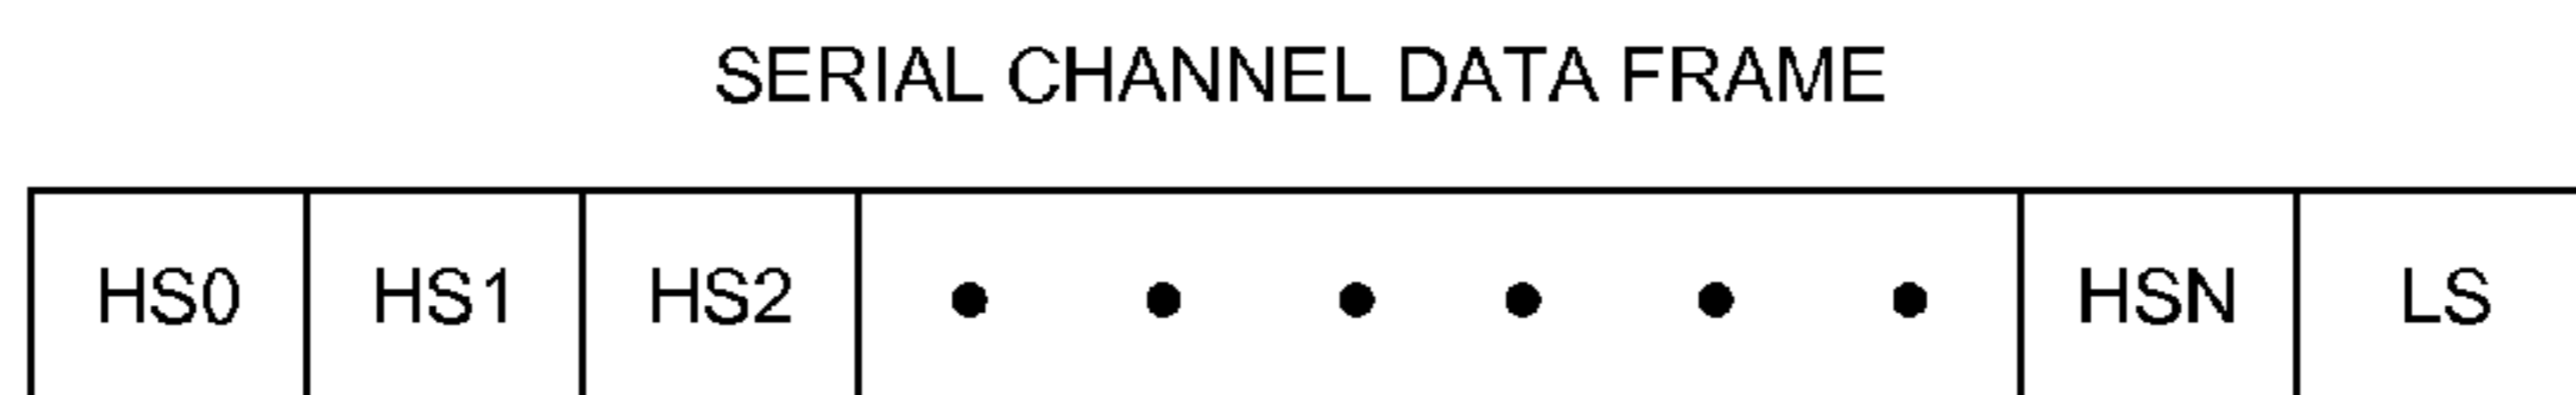 SERIAL CHANNEL DATA FRAME
HS0 HS1 HS2 • • • • • • HSN LS